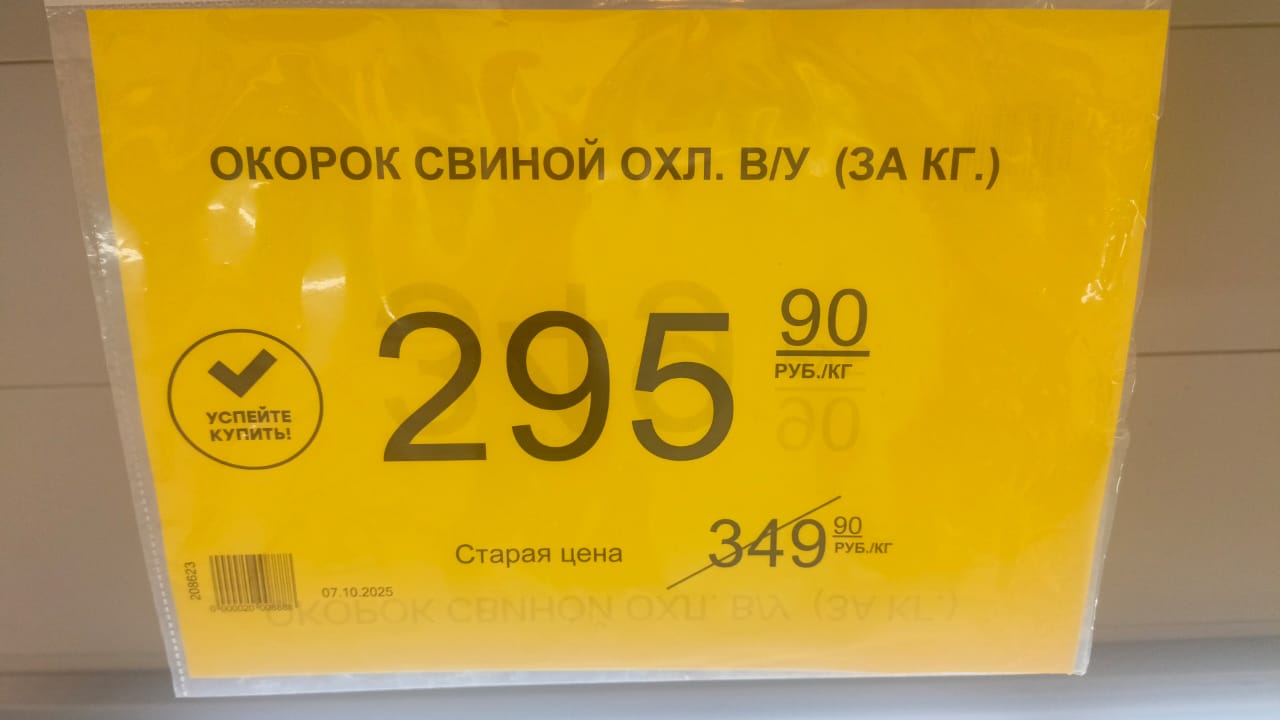 ОКОРОК СВИНОЙ ОХЛ. В/У (ЗА КГ.)
295 90
РУБ./КГ
УСПЕЙТЕ
КУПИТЬ!
Старая цена 349 90
РУБ./КГ
208623
07.10.2025